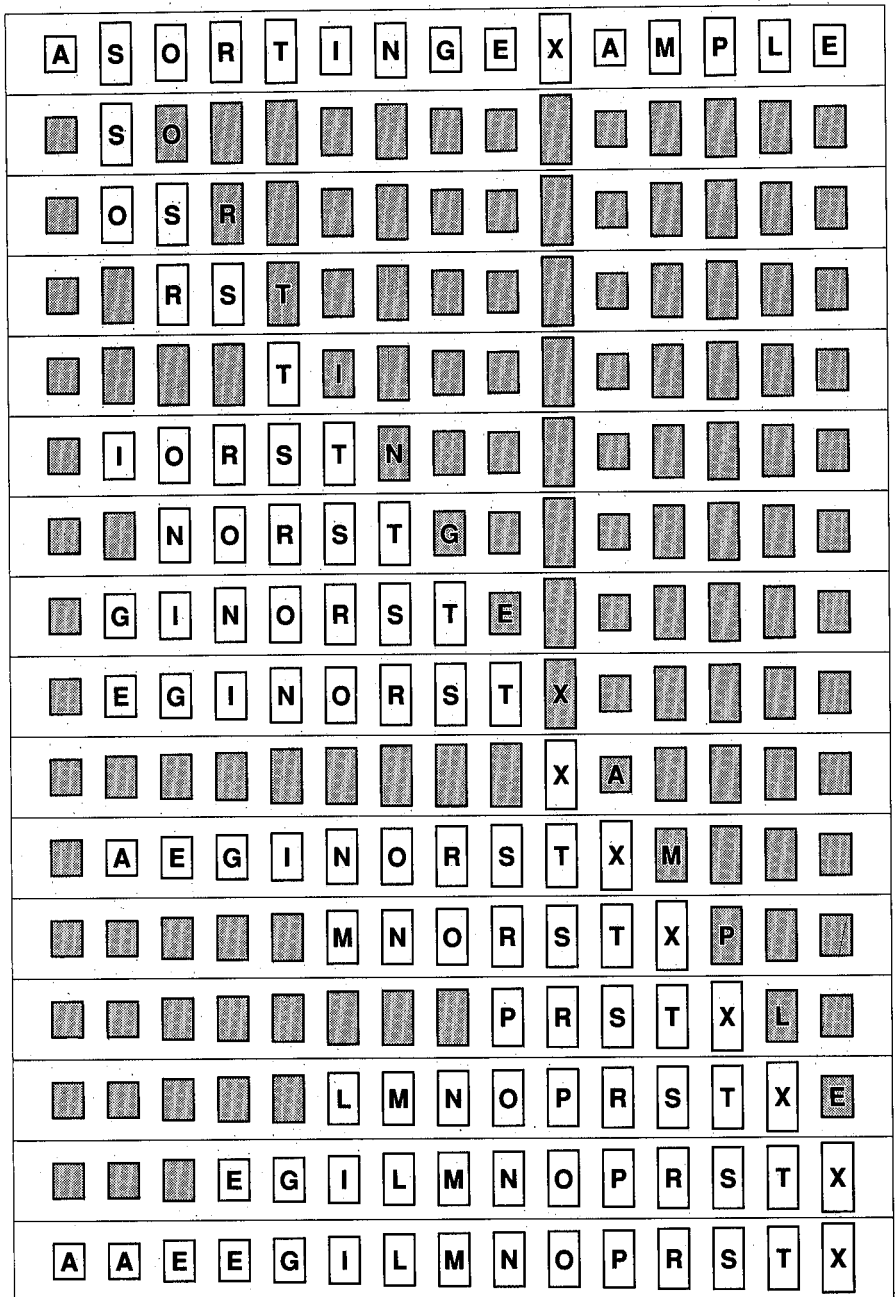 A S O R T I N G E X A M P L E
S O
O S R
R S T
T I
I O R S T N
N O R S T G
G I N O R S T E
E G I N O R S T X
X A
A E G I N O R S T X M
M N O R S T X P
P R S T X L
L M N O P R S T X E
E G I L M N O P R S T X
A A E E G I L M N O P R S T X